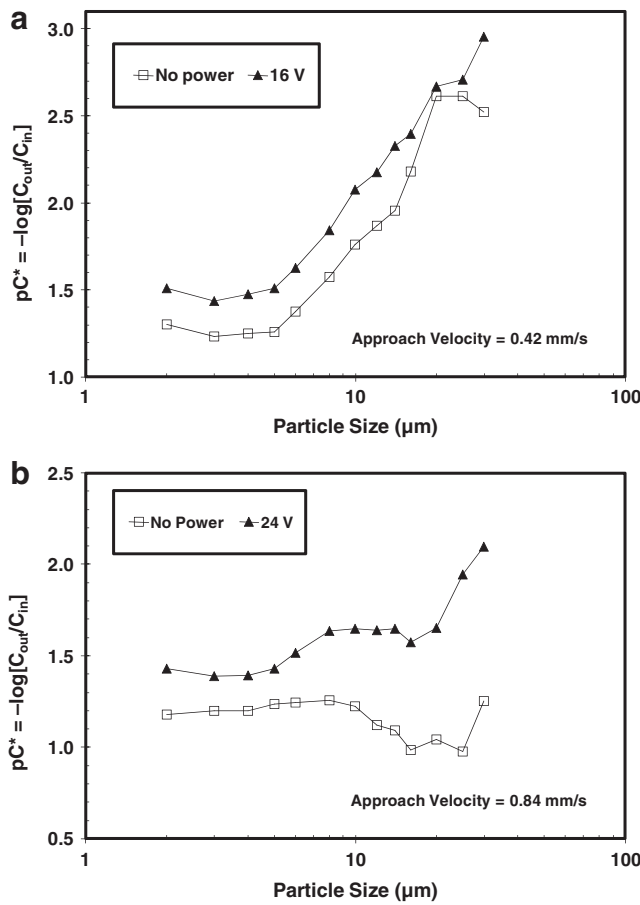 a
3.0
2.5
2.0
1.5
1.0
pC* = –log[Cout/Cin]
No power 16 V
Approach Velocity = 0.42 mm/s
1 10 100
Particle Size (µm)
b
2.5
2.0
1.5
1.0
0.5
pC* = –log[Cout/Cin]
No Power 24 V
Approach Velocity = 0.84 mm/s
1 10 100
Particle Size (µm)